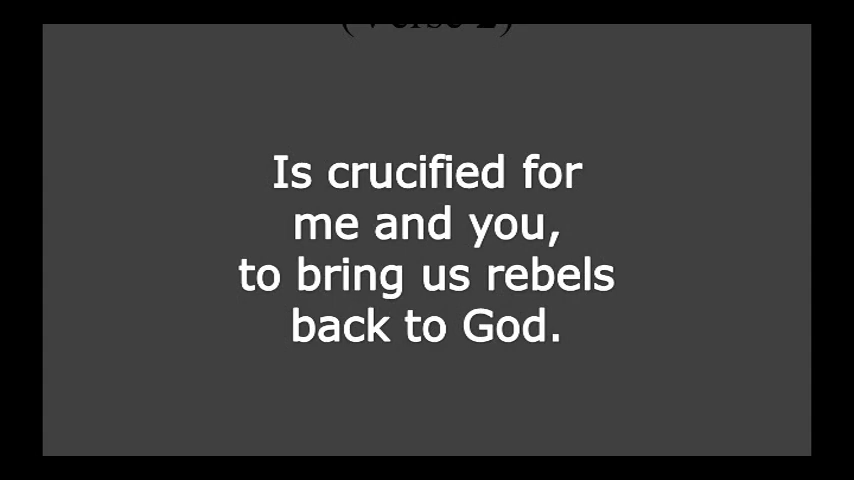 (Verse 2)
Is crucified for
me and you,
to bring us rebels
back to God.